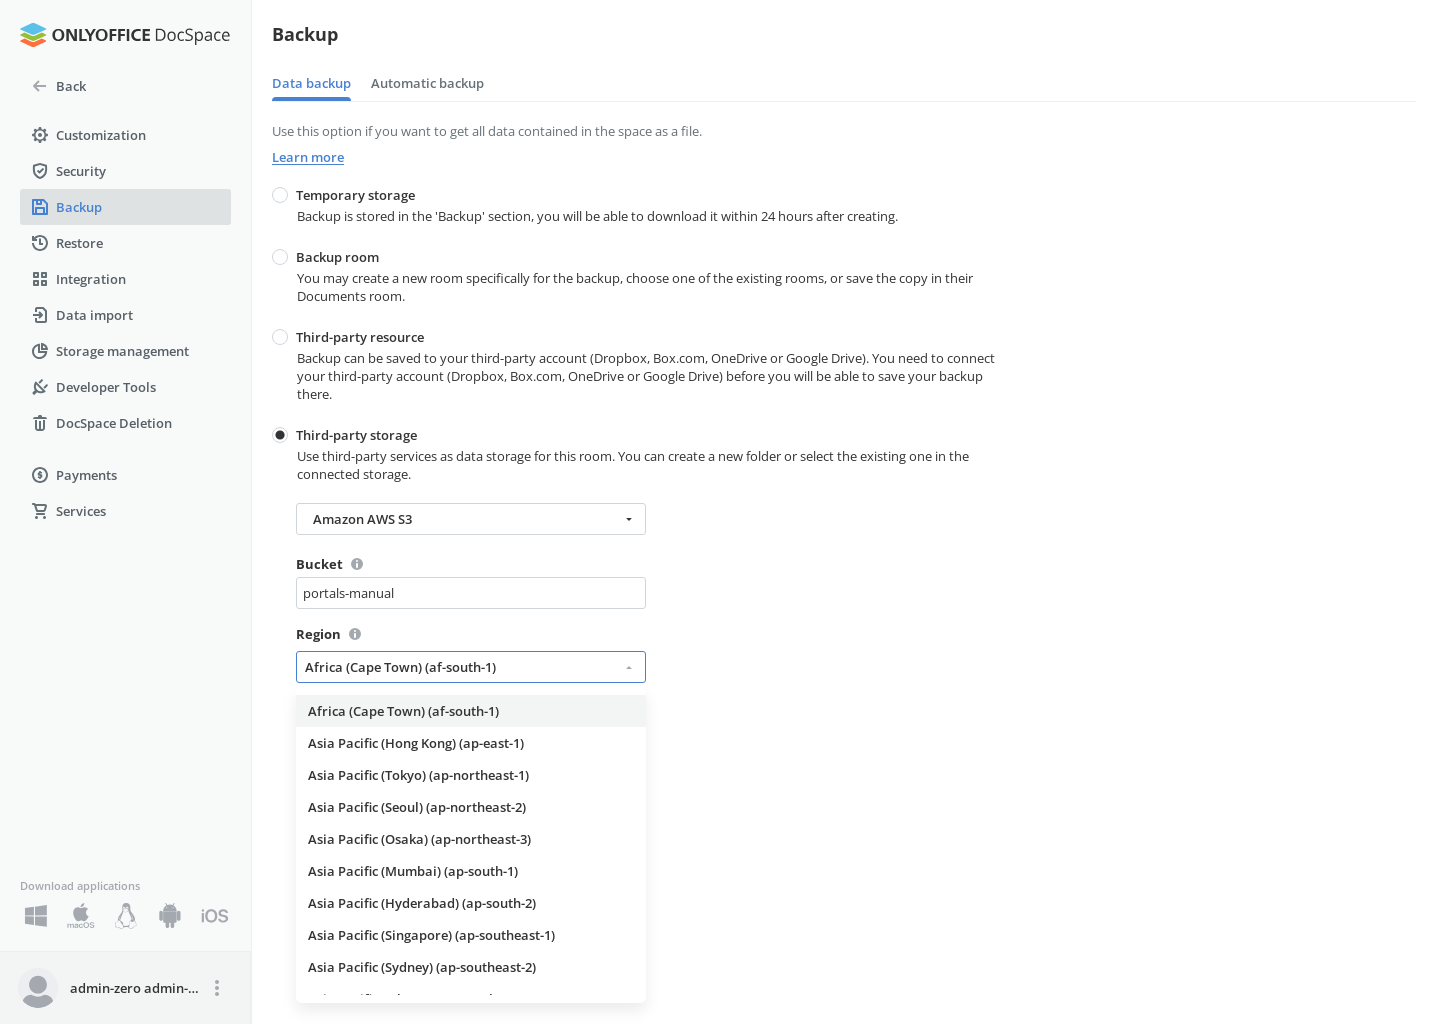 ONLYOFFICE DocSpace
Back
Customization
Security
Backup
Restore
Integration
Data import
Storage management
Developer Tools
DocSpace Deletion
Payments
Services
Download applications
macOS
iOS
admin-zero admin-...
Backup
Data backup
Automatic backup
Use this option if you want to get all data contained in the space as a file.
Learn more
Temporary storage
Backup is stored in the 'Backup' section, you will be able to download it within 24 hours after creating.
Backup room
You may create a new room specifically for the backup, choose one of the existing rooms, or save the copy in their
Documents room.
Third-party resource
Backup can be saved to your third-party account (Dropbox, Box.com, OneDrive or Google Drive). You need to connect
your third-party account (Dropbox, Box.com, OneDrive or Google Drive) before you will be able to save your backup
there.
Third-party storage
Use third-party services as data storage for this room. You can create a new folder or select the existing one in the
connected storage.
Amazon AWS S3
Bucket
portals-manual
Region
Africa (Cape Town) (af-south-1)
Africa (Cape Town) (af-south-1)
Asia Pacific (Hong Kong) (ap-east-1)
Asia Pacific (Tokyo) (ap-northeast-1)
Asia Pacific (Seoul) (ap-northeast-2)
Asia Pacific (Osaka) (ap-northeast-3)
Asia Pacific (Mumbai) (ap-south-1)
Asia Pacific (Hyderabad) (ap-south-2)
Asia Pacific (Singapore) (ap-southeast-1)
Asia Pacific (Sydney) (ap-southeast-2)